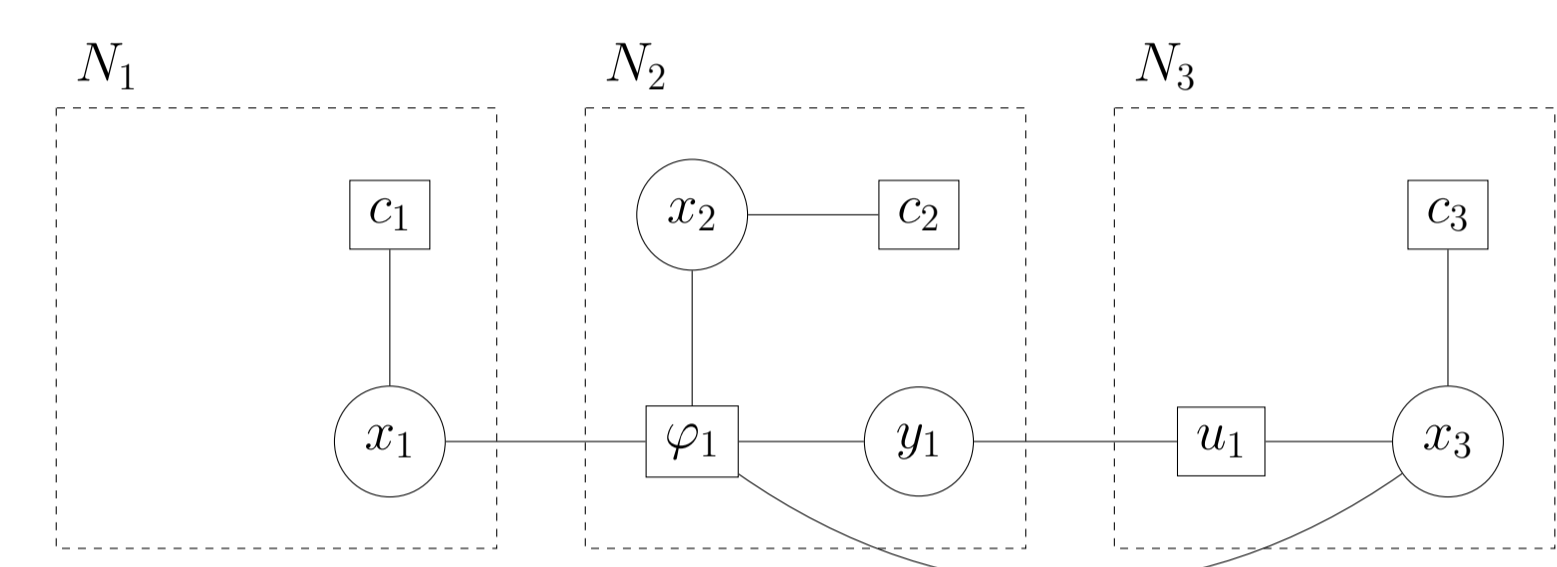 N₁ N₂ N₃
c₁ x₂ c₂ c₃
x₁ φ₁ y₁ u₁ x₃